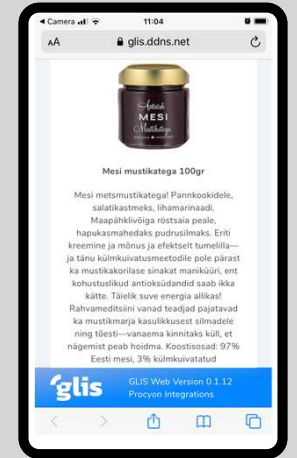 Camera
11:04
AA
glis.ddns.net
MESI
Mesi mustikatega 100gr
Mesi metsmustikatega! Pannkookidele,
salatikastmeks, lihamarinaadi.
Maapähklivõiga röstsaia peale,
hapukasmahedaks pudrusilmaks. Eriti
kreemine ja mõnus ja efektselt tumelilla—
ja tänu külmkuivatusmeetodile pole pärast
ka mustikakorilase sinakat maniküüri, ent
kohustuslikud antioksüdandid saab ikka
kätte. Täielik suve energia allikas!
Rahvameditsiini vanad teadjad pajatavad
ka mustikmarja kasulikkusest silmadele
ning tõesti—vanaema kinnitaks küll, et
nägemist peab hoidma. Koostisosad: 97%
Eesti mesi, 3% külmkuivatatud
glis
GLIS Web Version 0.1.12
Procyon Integrations